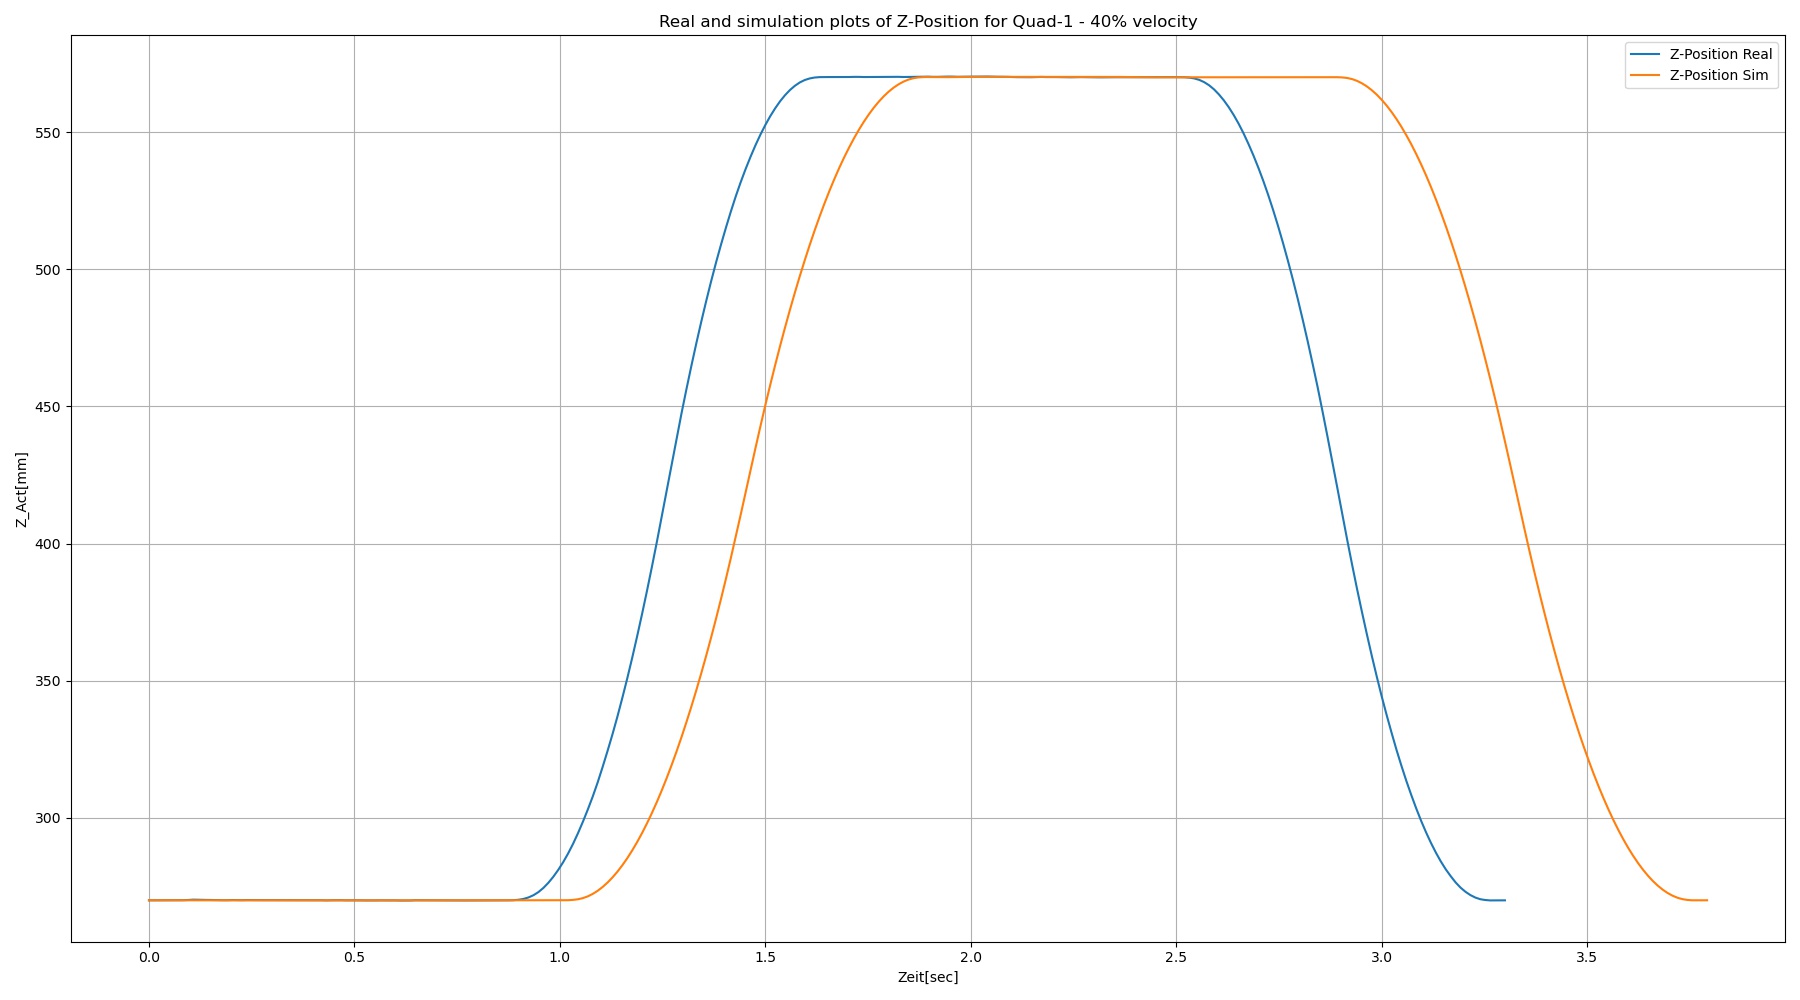 Real and simulation plots of Z-Position for Quad-1 - 40% velocity
Z-Position Real
Z-Position Sim
550
500
450
400
350
300
Z_Act[mm]
0.0 0.5 1.0 1.5 2.0 2.5 3.0 3.5
Zeit[sec]